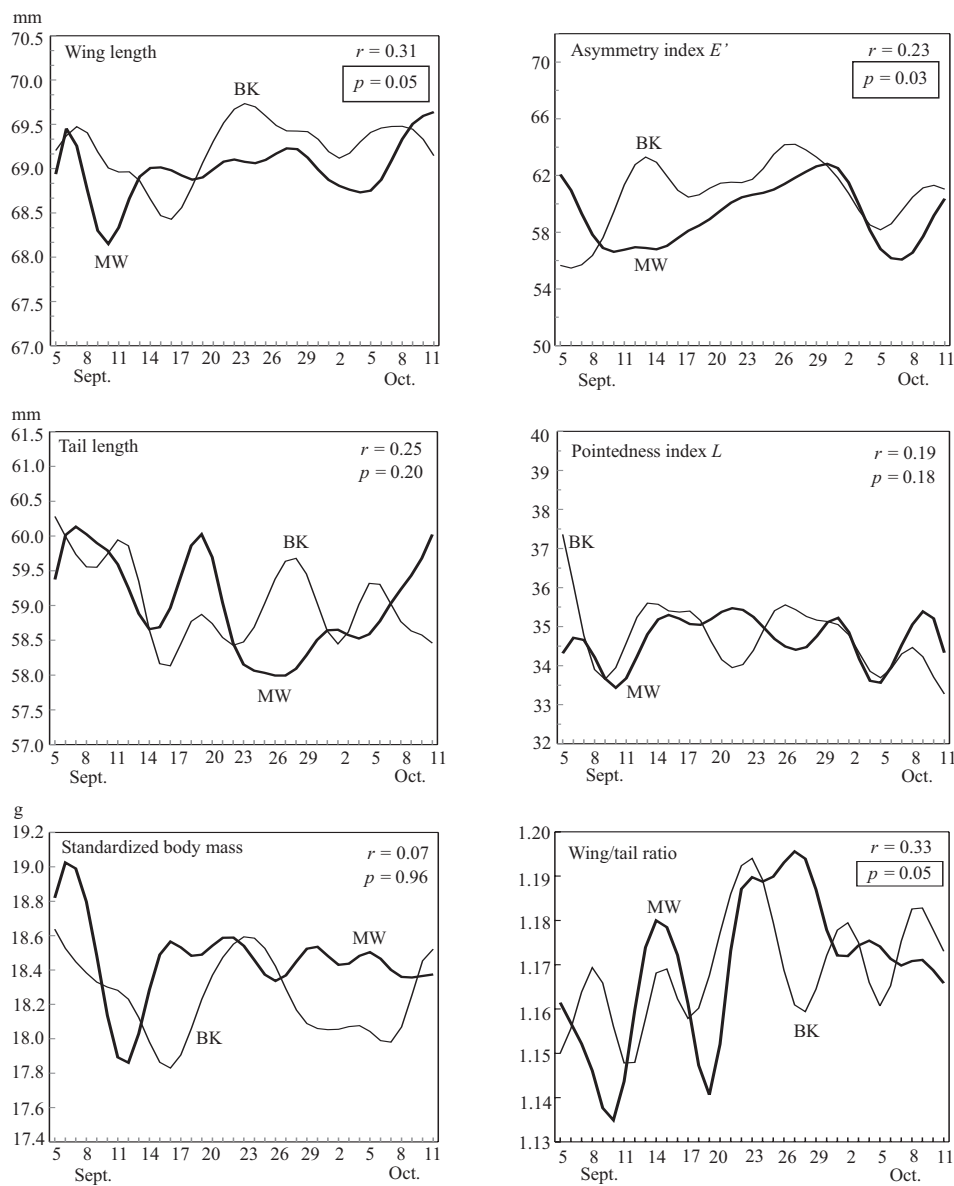 mm
70.5
70.0
69.5
69.0
68.5
68.0
67.5
67.0
Wing length
r = 0.31
p = 0.05
BK
MW
5 8 11 14 17 20 23 26 29 2 5 8 11
Sept. Oct.
70
66
62
58
54
50
Asymmetry index E’
r = 0.23
p = 0.03
BK
MW
5 8 11 14 17 20 23 26 29 2 5 8 11
Sept. Oct.
mm
61.5
61.0
60.5
60.0
59.5
59.0
58.5
58.0
57.5
57.0
Tail length
r = 0.25
p = 0.20
BK
MW
5 8 11 14 17 20 23 26 29 2 5 8 11
Sept. Oct.
40
39
38
37
36
35
34
33
32
Pointedness index L
r = 0.19
p = 0.18
BK
MW
5 8 11 14 17 20 23 26 29 2 5 8 11
Sept. Oct.
g
19.2
19.0
18.8
18.6
18.4
18.2
18.0
17.8
17.6
17.4
Standardized body mass
r = 0.07
p = 0.96
MW
BK
5 8 11 14 17 20 23 26 29 2 5 8 11
Sept. Oct.
1.20
1.19
1.18
1.17
1.16
1.15
1.14
1.13
Wing/tail ratio
r = 0.33
p = 0.05
MW
BK
5 8 11 14 17 20 23 26 29 2 5 8 11
Sept. Oct.